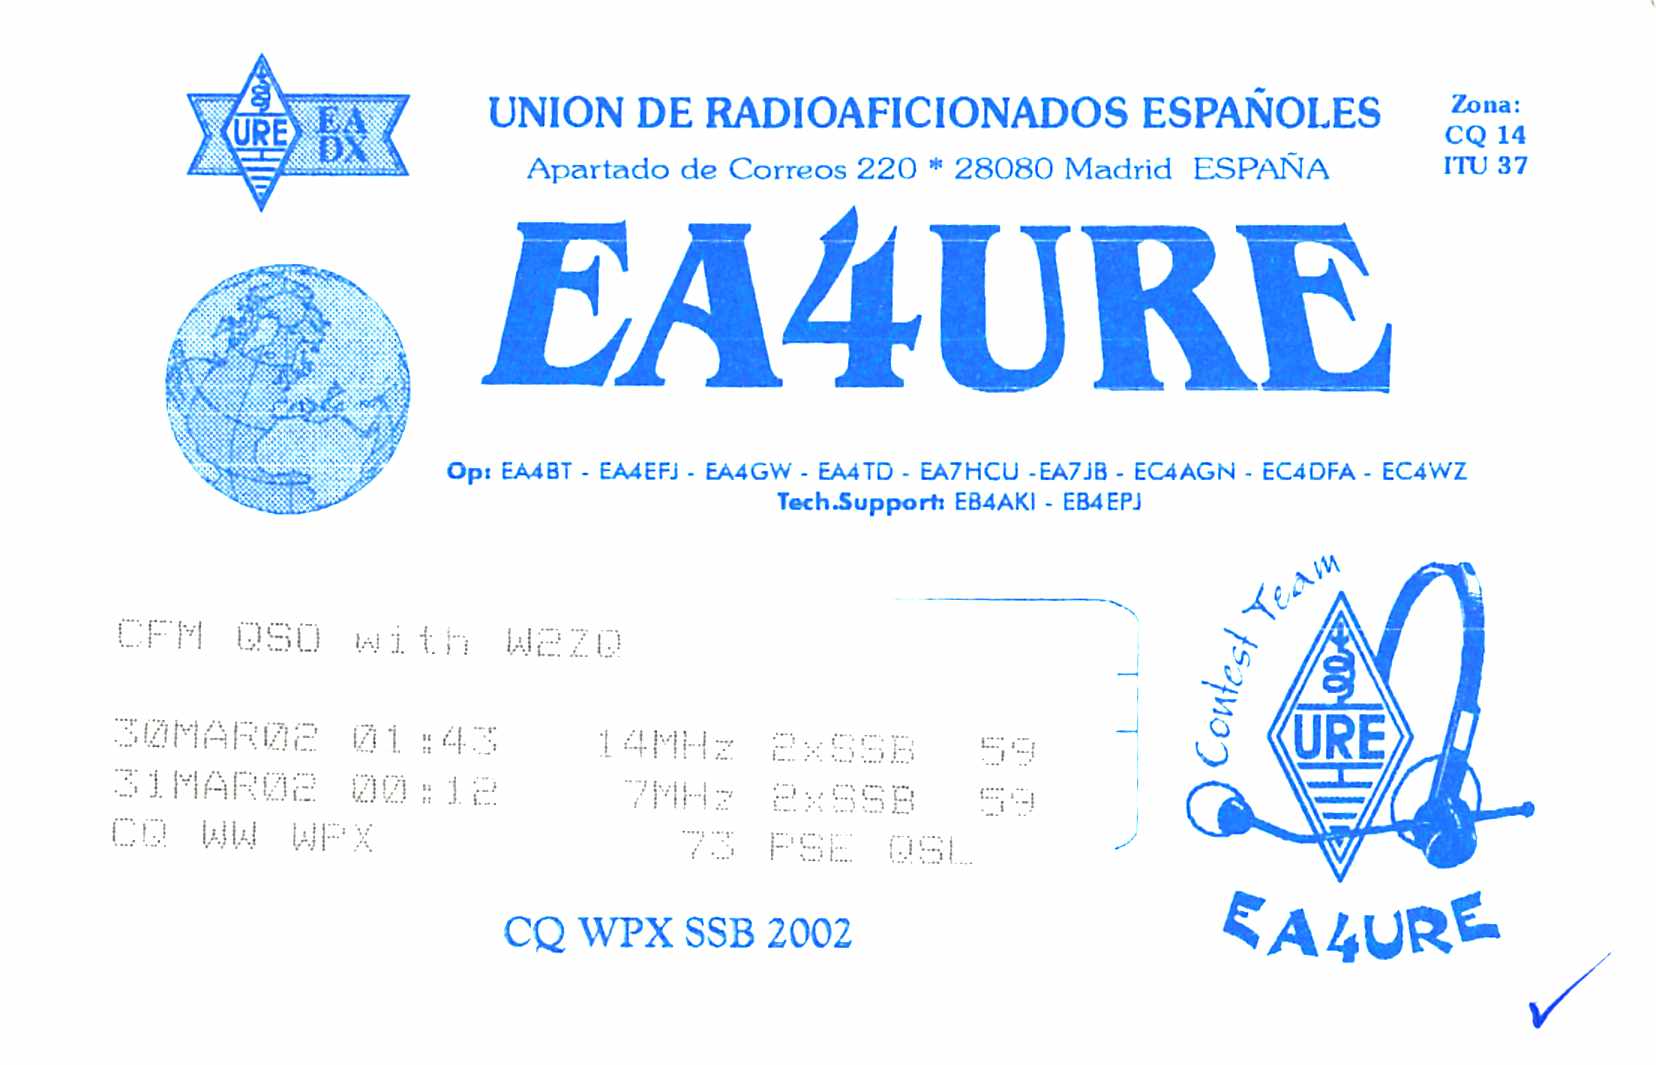 URE
EA
DX
UNION DE RADIOAFICIONADOS ESPAÑOLES
Apartado de Correos 220 * 28080 Madrid ESPAÑA
Zona:
CQ 14
ITU 37
EA4URE
Op: EA4BT - EA4EFJ - EA4GW - EA4TD - EA7HCU -EA7JB - EC4AGN - EC4DFA - EC4WZ
Tech.Support: EB4AKI - EB4EPJ
CFM QSO with W2ZQ
30MAR02 01:43 14MHz 2xSSB 59
31MAR02 00:12 7MHz 2xSSB 59
CQ WW WPX 73 PSE QSL
CQ WPX SSB 2002
Contest Team
URE
EA4URE